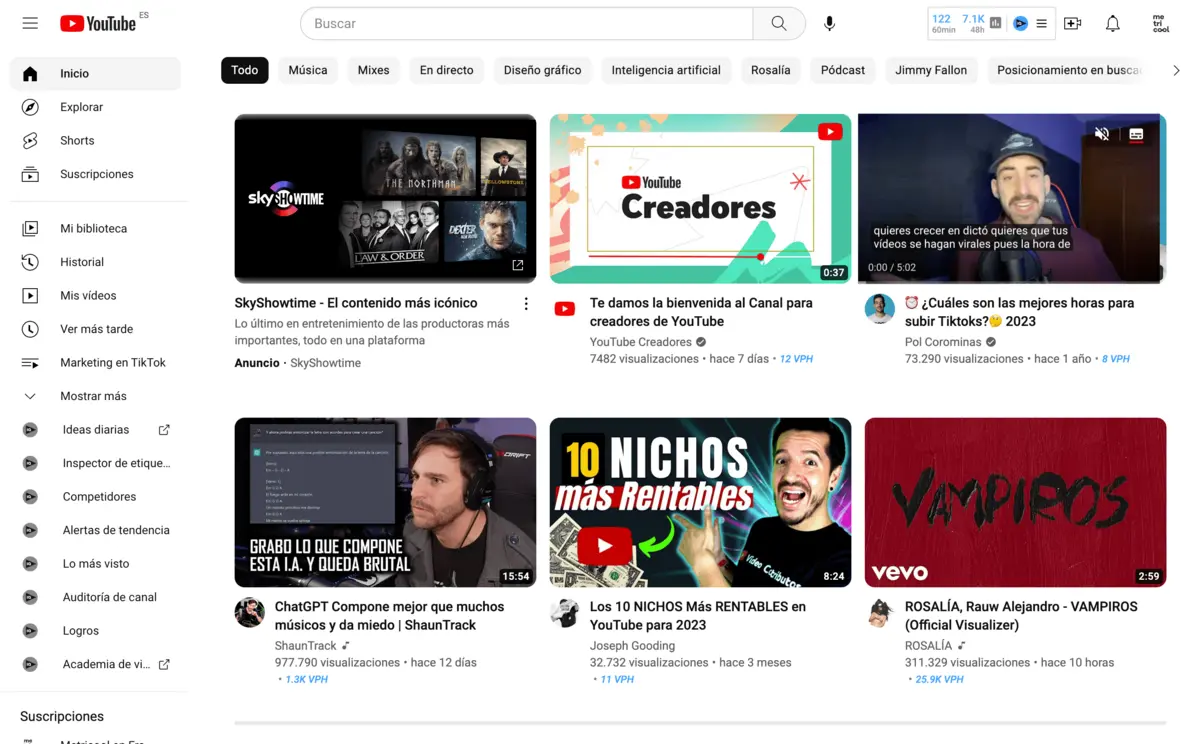 YouTube ES
Buscar
122 7.1K
60min 48h
me
tri
cool
Inicio
Explorar
Shorts
Suscripciones
Mi biblioteca
Historial
Mis vídeos
Ver más tarde
Marketing en TikTok
Mostrar más
Ideas diarias
Inspector de etique...
Competidores
Alertas de tendencia
Lo más visto
Auditoría de canal
Logros
Academia de vi...
Suscripciones
Todo
Música
Mixes
En directo
Diseño gráfico
Inteligencia artificial
Rosalía
Pódcast
Jimmy Fallon
Posicionamiento en busca
sky SHOWTIME
THE NORTHMAN
YELLOWSTONE
LAW & ORDER
DEXTER
NEW BLOOD
SkyShowtime - El contenido más icónico
Lo último en entretenimiento de las productoras más
importantes, todo en una plataforma
Anuncio · SkyShowtime
YouTube
Creadores
0:37
Te damos la bienvenida al Canal para
creadores de YouTube
YouTube Creadores
7482 visualizaciones • hace 7 días • 12 VPH
quieres crecer en dictó quieres que tus
vídeos se hagan virales pues la hora de
0:00 / 5:02
⏰ ¿Cuáles son las mejores horas para
subir Tiktoks?🤔 2023
Pol Corominas
73.290 visualizaciones • hace 1 año • 8 VPH
GRABO LO QUE COMPONE
ESTA I.A. Y QUEDA BRUTAL
15:54
ChatGPT Compone mejor que muchos
músicos y da miedo | ShaunTrack
ShaunTrack
977.790 visualizaciones • hace 12 días
• 1.3K VPH
10 NICHOS
más Rentables
Video Cotributos
8:24
Los 10 NICHOS Más RENTABLES en
YouTube para 2023
Joseph Gooding
32.732 visualizaciones • hace 3 meses
• 11 VPH
VAMPIROS
vevo
2:59
ROSALÍA, Rauw Alejandro - VAMPIROS
(Official Visualizer)
ROSALÍA
311.329 visualizaciones • hace 10 horas
• 25.9K VPH